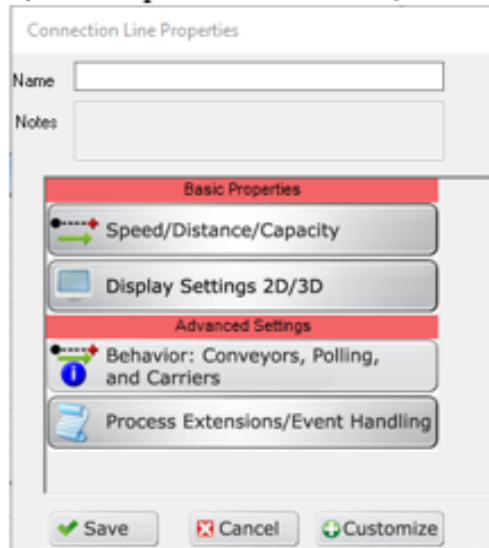 Connection Line Properties
Name
Notes
Basic Properties
Speed/Distance/Capacity
Display Settings 2D/3D
Advanced Settings
Behavior: Conveyors, Polling,
and Carriers
Process Extensions/Event Handling
Save Cancel Customize